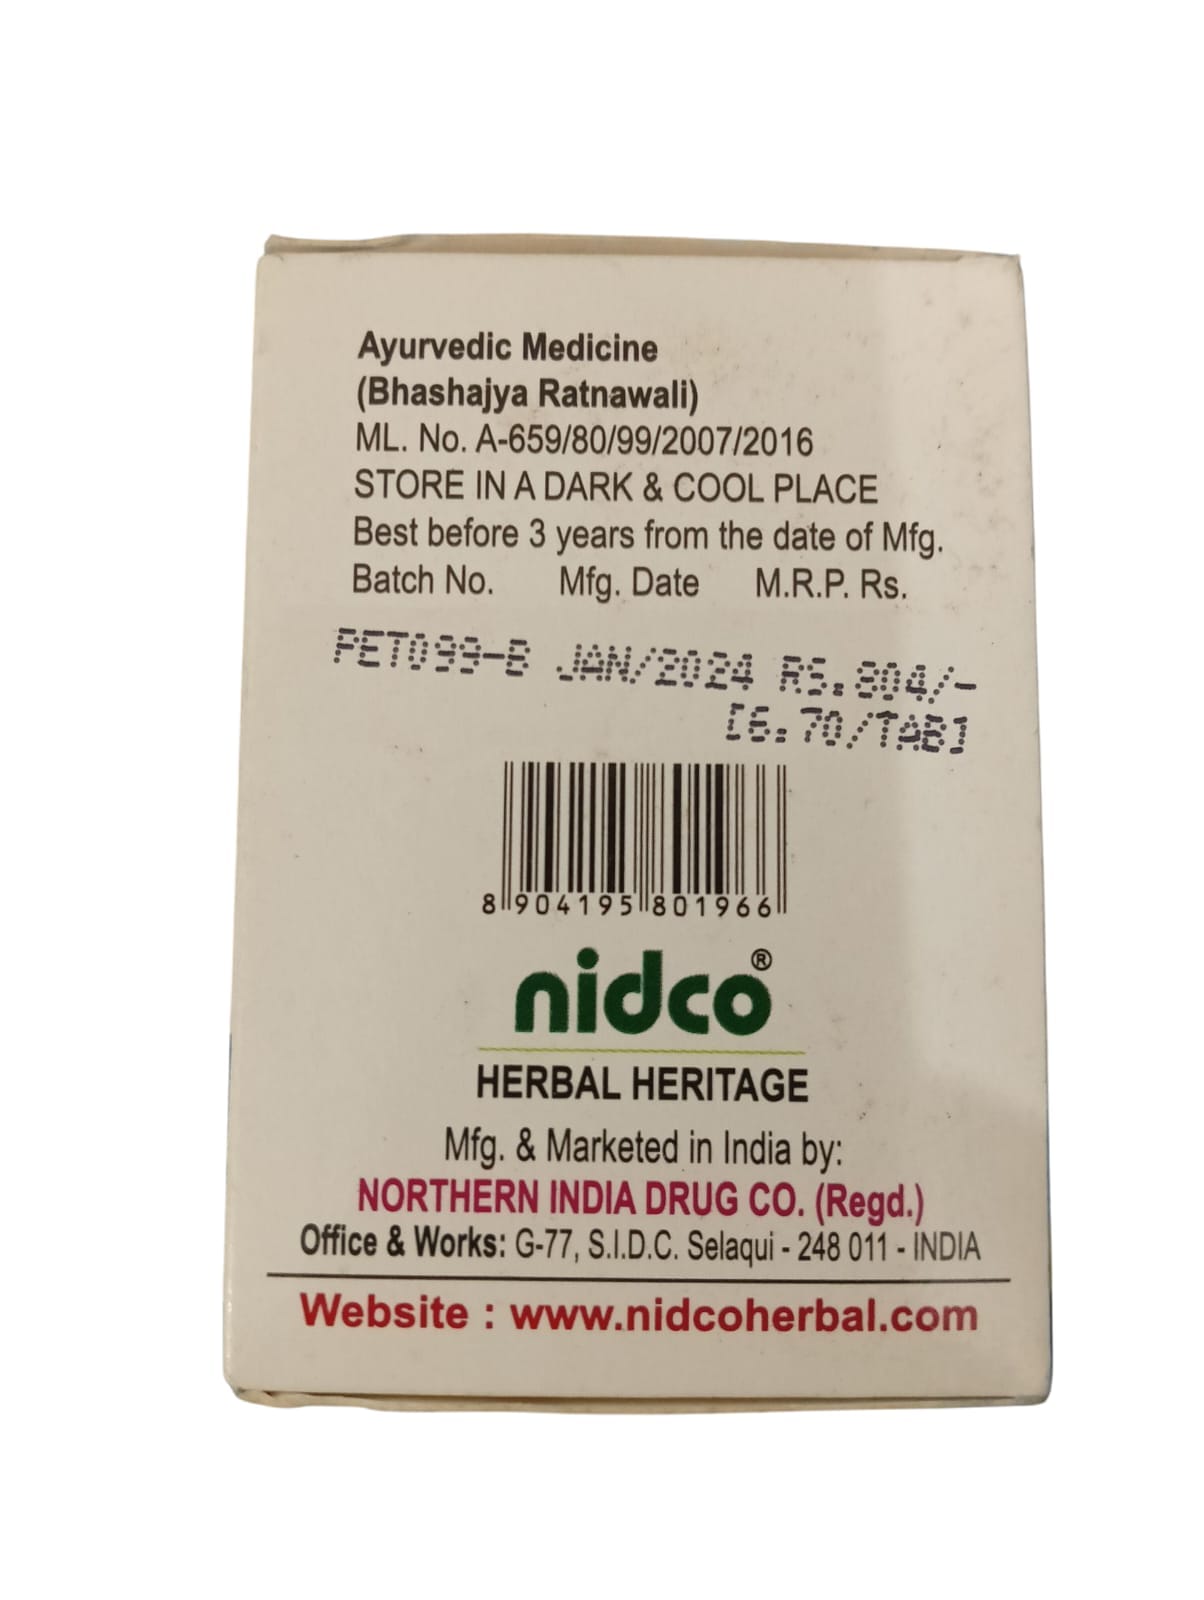 Ayurvedic Medicine
(Bhashajya Ratnawali)
ML. No. A-659/80/99/2007/2016
STORE IN A DARK & COOL PLACE
Best before 3 years from the date of Mfg.
Batch No. Mfg. Date M.R.P. Rs.
PET099-B JAN/2024 RS.804/-
[6.70/TAB]
8 904195 801966
nidco®
HERBAL HERITAGE
Mfg. & Marketed in India by:
NORTHERN INDIA DRUG CO. (Regd.)
Office & Works: G-77, S.I.D.C. Selaqui - 248 011 - INDIA
Website : www.nidcoherbal.com